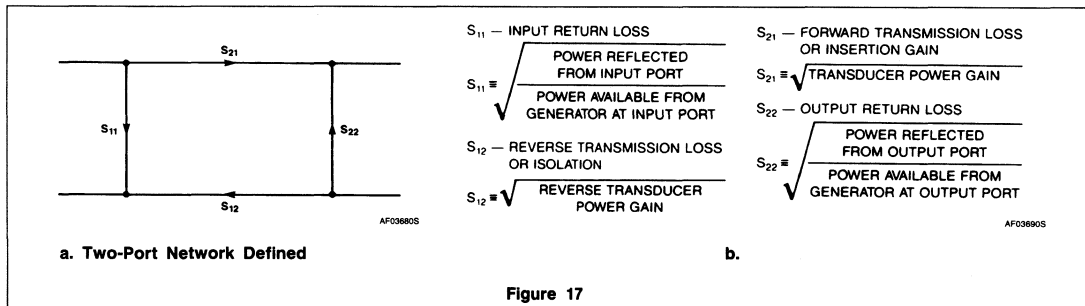 S21
S11
S22
S12
AF03680S
a. Two-Port Network Defined
S11 — INPUT RETURN LOSS
S11 ≡ √ POWER REFLECTED
FROM INPUT PORT
POWER AVAILABLE FROM
GENERATOR AT INPUT PORT
S12 — REVERSE TRANSMISSION LOSS
OR ISOLATION
S12 ≡ √ REVERSE TRANSDUCER
POWER GAIN
S21 — FORWARD TRANSMISSION LOSS
OR INSERTION GAIN
S21 ≡ √ TRANSDUCER POWER GAIN
S22 — OUTPUT RETURN LOSS
S22 ≡ √ POWER REFLECTED
FROM OUTPUT PORT
POWER AVAILABLE FROM
GENERATOR AT OUTPUT PORT
AF03690S
b.
Figure 17